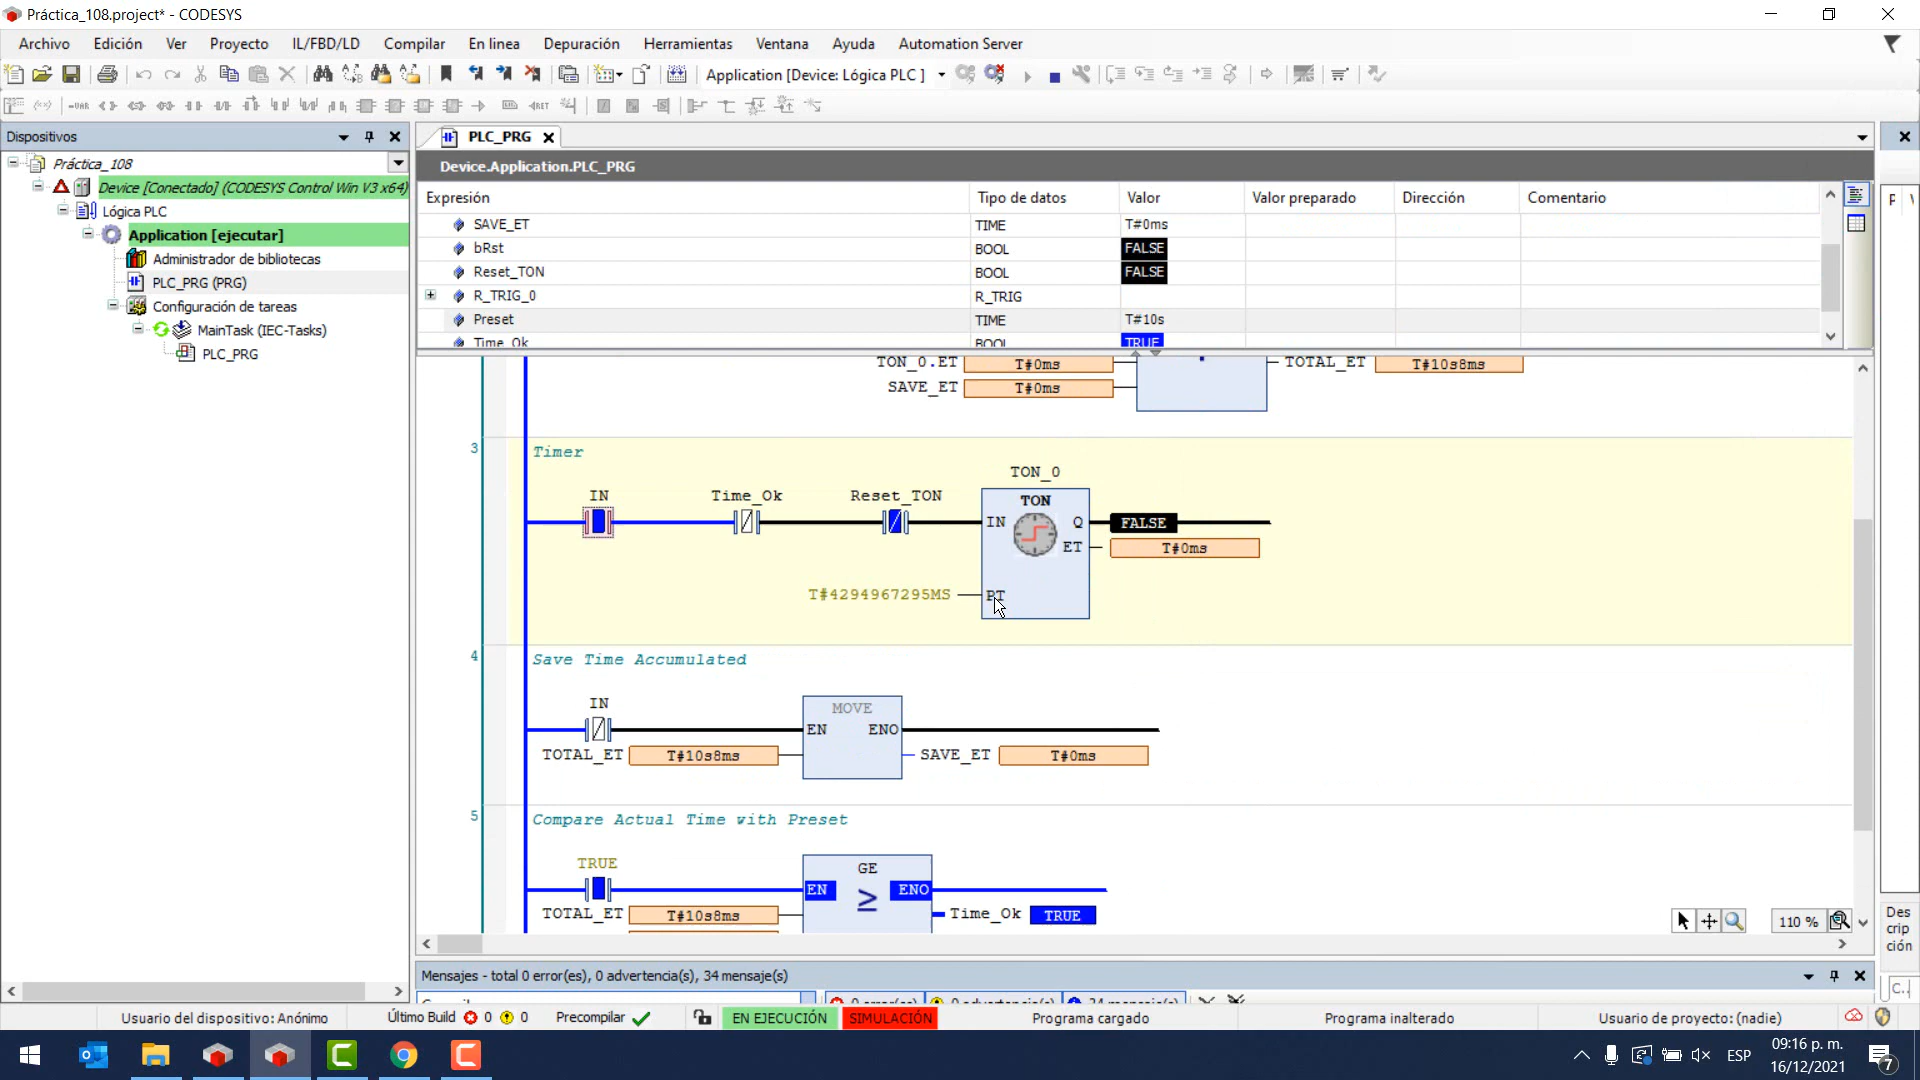 Práctica_108.project* - CODESYS
Archivo Edición Ver Proyecto IL/FBD/LD Compilar En línea Depuración Herramientas Ventana Ayuda Automation Server
Application [Device: Lógica PLC ]
Dispositivos
Práctica_108
Device [Conectado] (CODESYS Control Win V3 x64)
Lógica PLC
Application [ejecutar]
Administrador de bibliotecas
PLC_PRG (PRG)
Configuración de tareas
MainTask (IEC-Tasks)
PLC_PRG
PLC_PRG
Device.Application.PLC_PRG
Expresión Tipo de datos Valor Valor preparado Dirección Comentario
SAVE_ET TIME T#0ms
bRst BOOL FALSE
Reset_TON BOOL FALSE
R_TRIG_0 R_TRIG
Preset TIME T#10s
Time_Ok BOOL TRUE
TON_0.ET T#0ms TOTAL_ET T#10s8ms
SAVE_ET T#0ms
3 Timer
TON_0
IN Time_Ok Reset_TON TON
IN Q FALSE
ET T#0ms
T#4294967295MS PT
4 Save Time Accumulated
IN MOVE
EN ENO
TOTAL_ET T#10s8ms SAVE_ET T#0ms
5 Compare Actual Time with Preset
TRUE GE
EN ≥ ENO
TOTAL_ET T#10s8ms Time_Ok TRUE
110 %
Des
crip
ción
Mensajes - total 0 error(es), 0 advertencia(s), 34 mensaje(s)
Usuario del dispositivo: Anónimo Último Build 0 0 Precompilar EN EJECUCIÓN SIMULACIÓN Programa cargado Programa inalterado Usuario de proyecto: (nadie)
ESP
09:16 p. m.
16/12/2021
7